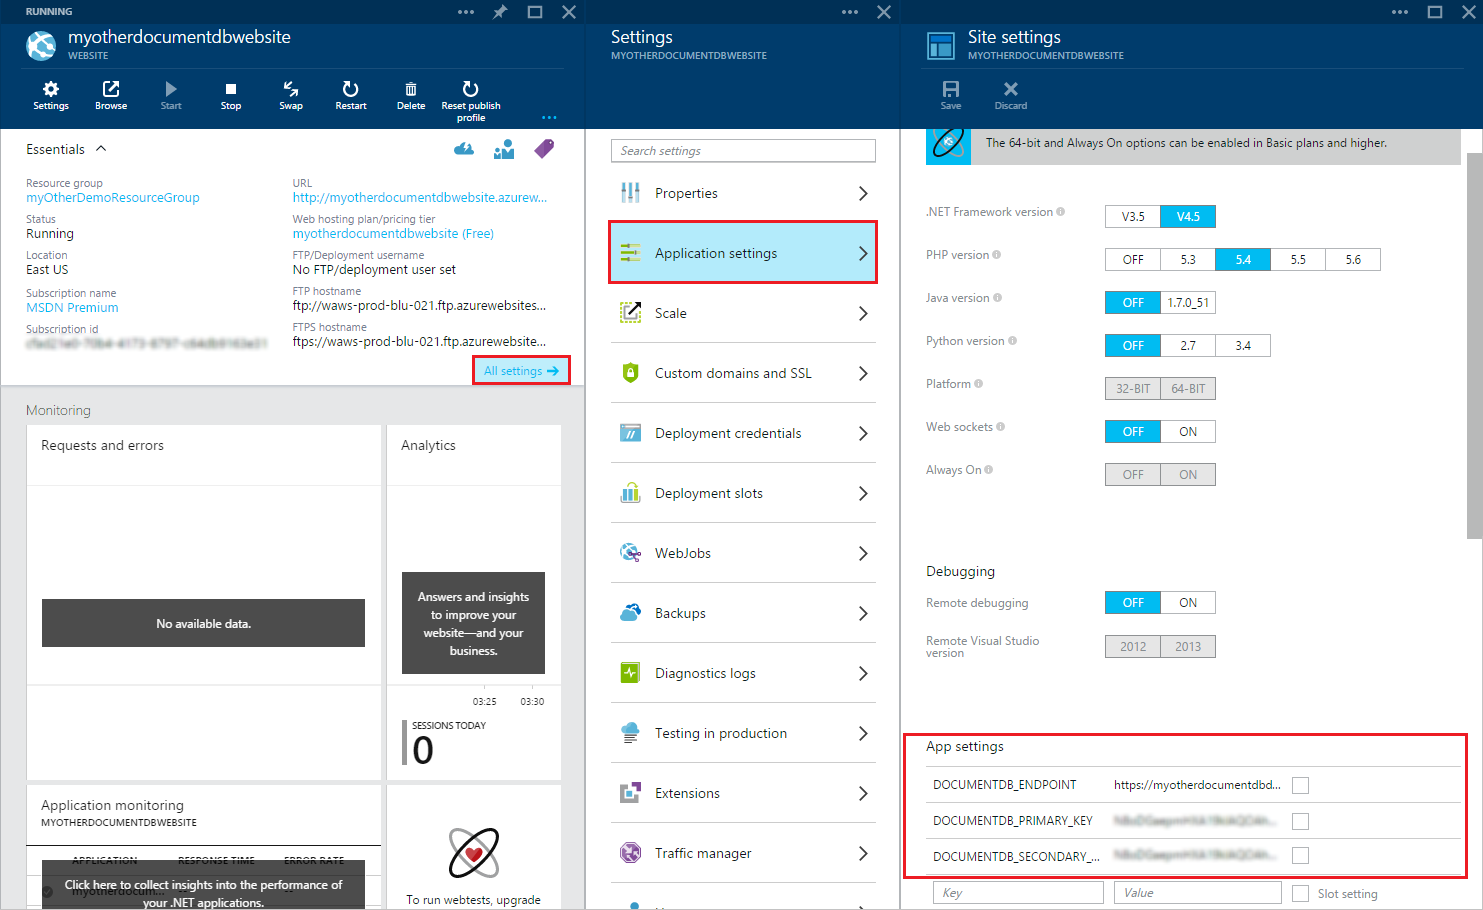 RUNNING
myotherdocumentdbwebsite
WEBSITE
Settings
Browse
Start
Stop
Swap
Restart
Delete
Reset publish
profile
Essentials
Resource group
myOtherDemoResourceGroup
Status
Running
Location
East US
Subscription name
MSDN Premium
Subscription id
URL
http://myotherdocumentdbwebsite.azurew...
Web hosting plan/pricing tier
myotherdocumentdbwebsite (Free)
FTP/Deployment username
No FTP/deployment user set
FTP hostname
ftp://waws-prod-blu-021.ftp.azurewebsites...
FTPS hostname
ftps://waws-prod-blu-021.ftp.azurewebsite...
All settings
Monitoring
Requests and errors
No available data.
Analytics
Answers and insights
to improve your
website—and your
business.
03:25 03:30
SESSIONS TODAY
0
Application monitoring
MYOTHERDOCUMENTDBWEBSITE
APPLICATION RESPONSE TIME ERROR RATE
myotherdocum...
Click here to collect insights into the performance of
your .NET applications.
To run webtests, upgrade
Settings
MYOTHERDOCUMENTDBWEBSITE
Search settings
Properties
Application settings
Scale
Custom domains and SSL
Deployment credentials
Deployment slots
WebJobs
Backups
Diagnostics logs
Testing in production
Extensions
Traffic manager
Site settings
MYOTHERDOCUMENTDBWEBSITE
Save
Discard
The 64-bit and Always On options can be enabled in Basic plans and higher.
.NET Framework version V3.5 V4.5
PHP version OFF 5.3 5.4 5.5 5.6
Java version OFF 1.7.0_51
Python version OFF 2.7 3.4
Platform 32-BIT 64-BIT
Web sockets OFF ON
Always On OFF ON
Debugging
Remote debugging OFF ON
Remote Visual Studio
version
2012 2013
App settings
DOCUMENTDB_ENDPOINT https://myotherdocumentdbd...
DOCUMENTDB_PRIMARY_KEY
DOCUMENTDB_SECONDARY_...
Key Value Slot setting